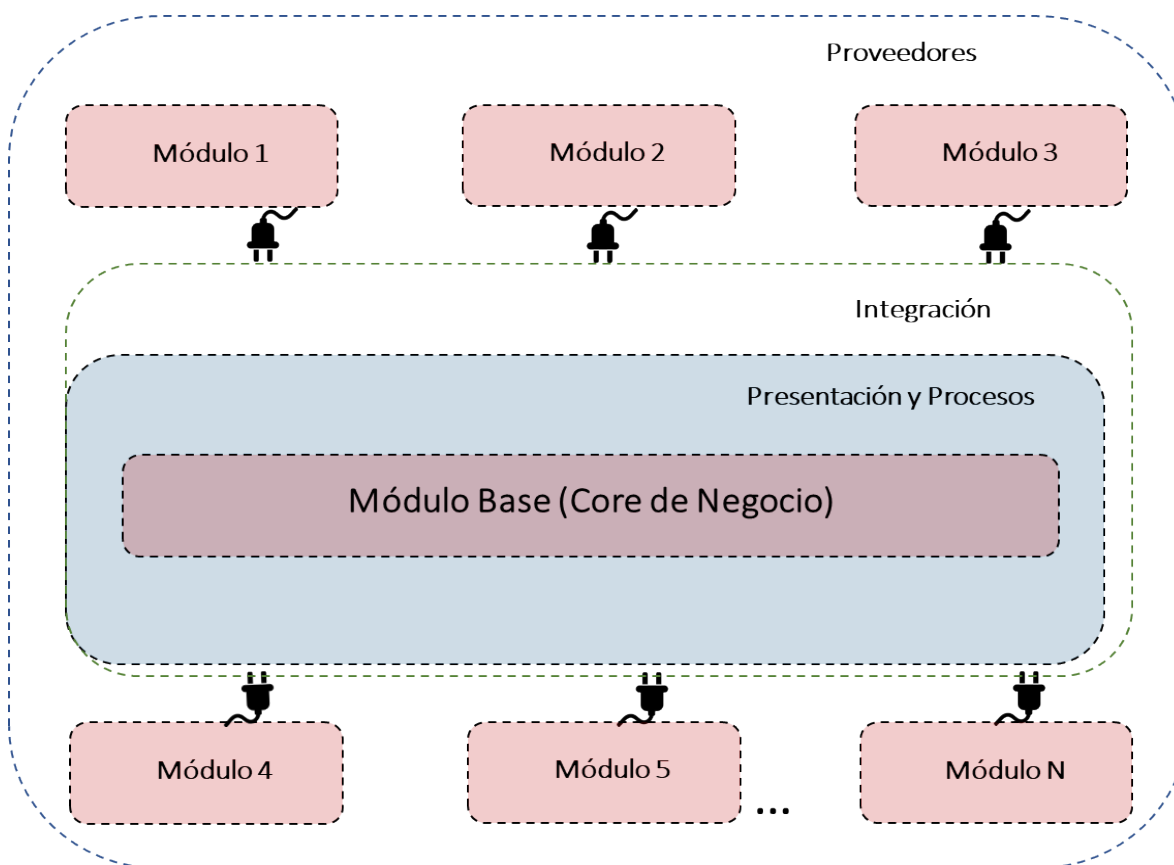 Proveedores
Módulo 1
Módulo 2
Módulo 3
Integración
Presentación y Procesos
Módulo Base (Core de Negocio)
Módulo 4
Módulo 5
...
Módulo N